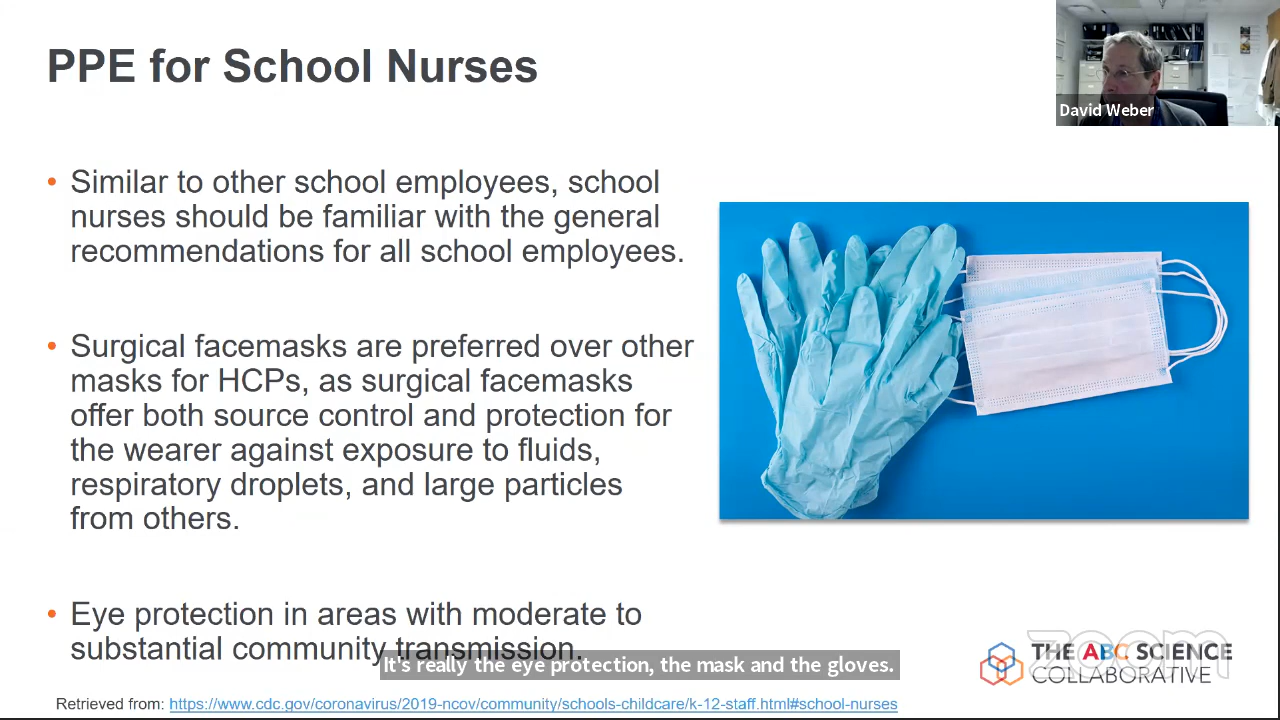 PPE for School Nurses
David Weber
• Similar to other school employees, school
nurses should be familiar with the general
recommendations for all school employees.
• Surgical facemasks are preferred over other
masks for HCPs, as surgical facemasks
offer both source control and protection for
the wearer against exposure to fluids,
respiratory droplets, and large particles
from others.
• Eye protection in areas with moderate to
substantial community transmission.
It's really the eye protection, the mask and the gloves.
zoom
THE ABC SCIENCE
COLLABORATIVE
Retrieved from: https://www.cdc.gov/coronavirus/2019-ncov/community/schools-childcare/k-12-staff.html#school-nurses